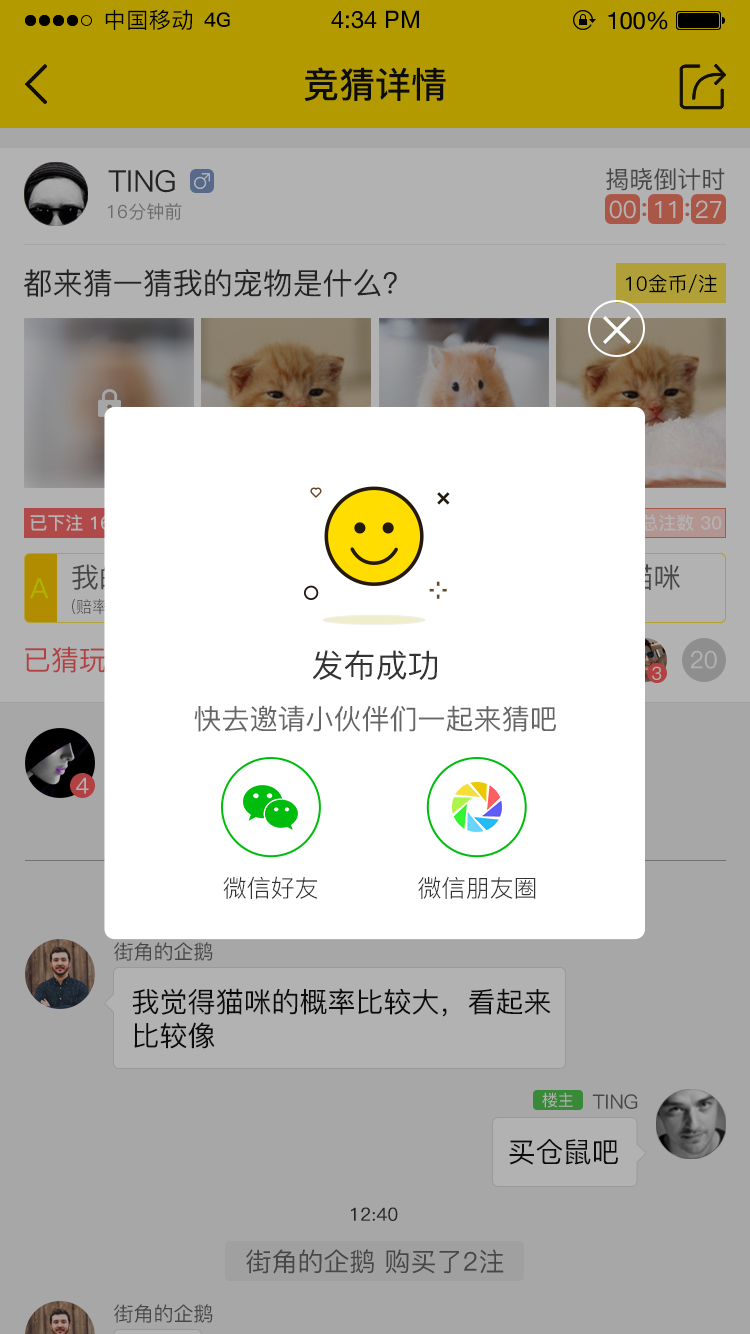 中国移动 4G 4:34 PM 100%
竞猜详情
TING
16分钟前
揭晓倒计时
00:11:27
都来猜一猜我的宠物是什么?
10金币/注
已下注 16
总注数 30
A 我的
(赔率
猫咪
已猜玩
3
20
4
发布成功
快去邀请小伙伴们一起来猜吧
微信好友 微信朋友圈
街角的企鹅
我觉得猫咪的概率比较大，看起来
比较像
楼主 TING
买仓鼠吧
12:40
街角的企鹅 购买了2注
街角的企鹅